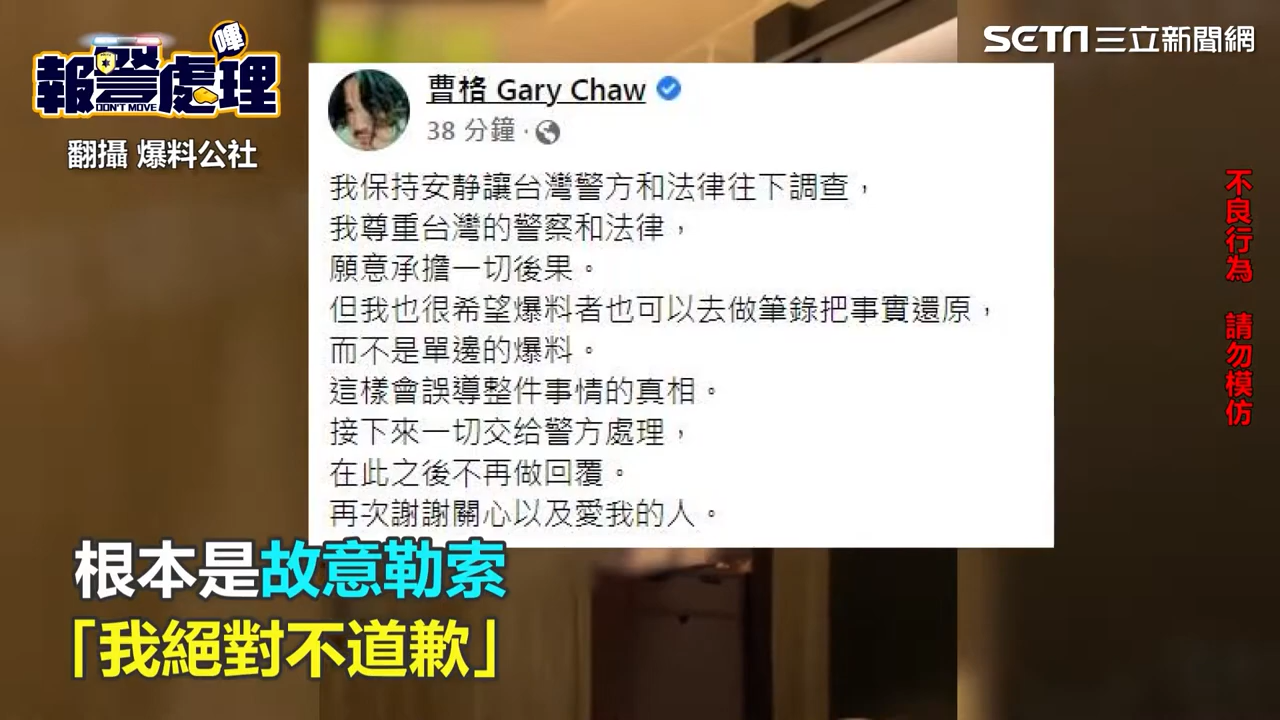 嗶
報警處理
DON'T MOVE
翻攝 爆料公社
SETN三立新聞網
曹格 Gary Chaw
38 分鐘·
我保持安静讓台灣警方和法律往下調查，
我尊重台灣的警察和法律，
願意承擔一切後果。
但我也很希望爆料者也可以去做筆錄把事實還原，
而不是單邊的爆料。
這樣會誤導整件事情的真相。
接下來一切交给警方處理，
在此之後不再做回覆。
再次謝謝關心以及愛我的人。
不良行為 請勿模仿
根本是故意勒索
「我絕對不道歉」